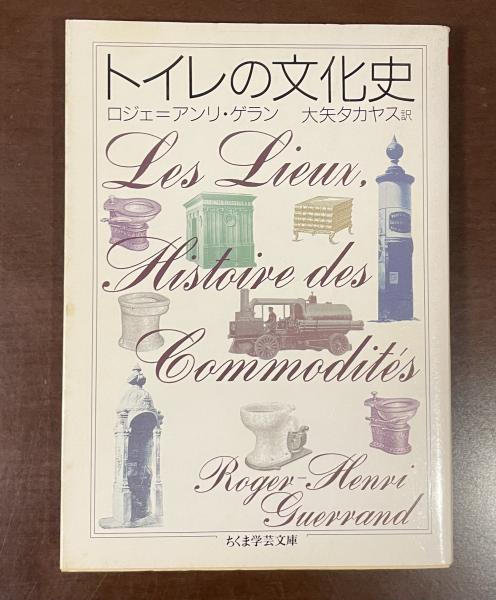 トイレの文化史
ロジェ=アンリ・ゲラン 大矢タカヤス訳
Les Lieux,
Histoire des
Commodités
Roger-Henri
Guerrand
ちくま学芸文庫